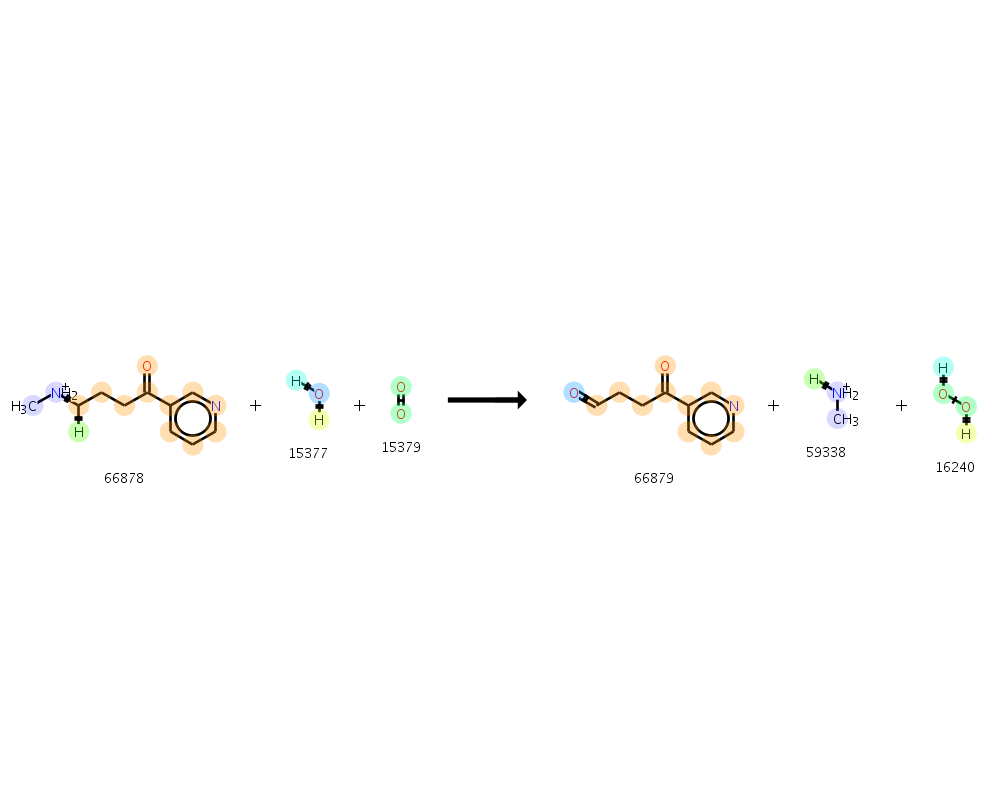 O O
H₃C NH₂⁺ N + H O + O O N + H NH₂⁺ + H O O
H H O CH₃ H
66878 15377 15379 66879 59338 16240